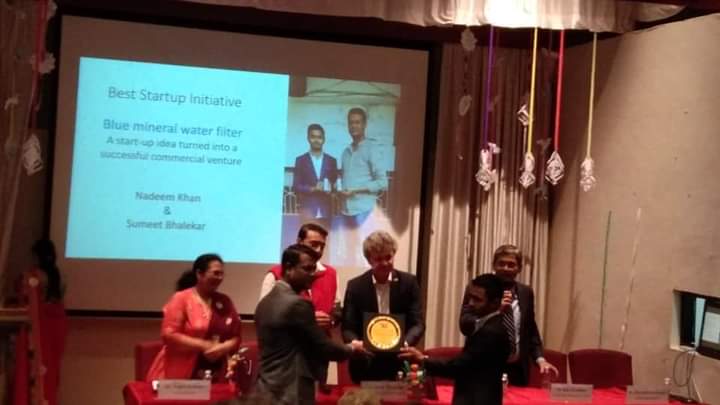 Best Startup Initiative
Blue mineral water filter
A start-up idea turned into a
successful commercial venture
Nadeem Khan
&
Sumeet Bhalekar